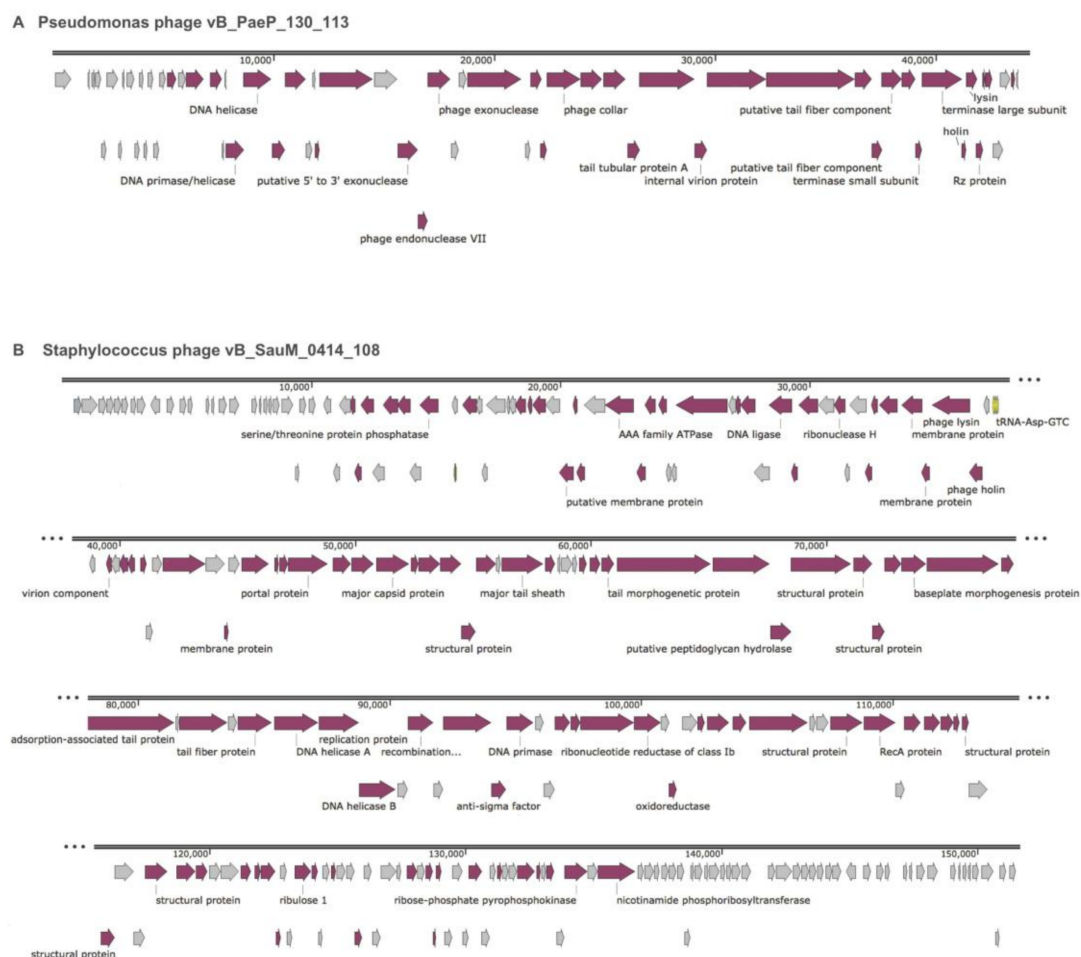 A Pseudomonas phage vB_PaeP_130_113
10,000 20,000 30,000 40,000
lysin
DNA helicase phage exonuclease phage collar putative tail fiber component terminase large subunit
holin
tail tubular protein A putative tail fiber component
DNA primase/helicase putative 5' to 3' exonuclease internal virion protein terminase small subunit Rz protein
phage endonuclease VII
B Staphylococcus phage vB_SauM_0414_108
10,000 20,000 30,000
phage lysin tRNA-Asp-GTC
serine/threonine protein phosphatase AAA family ATPase DNA ligase ribonuclease H membrane protein
phage holin
putative membrane protein membrane protein
40,000 50,000 60,000 70,000
virion component portal protein major capsid protein major tail sheath tail morphogenetic protein structural protein baseplate morphogenesis protein
membrane protein structural protein putative peptidoglycan hydrolase structural protein
80,000 90,000 100,000 110,000
adsorption-associated tail protein replication protein
tail fiber protein DNA helicase A recombination... DNA primase ribonucleotide reductase of class Ib structural protein RecA protein structural protein
DNA helicase B anti-sigma factor oxidoreductase
120,000 130,000 140,000 150,000
structural protein ribulose 1 ribose-phosphate pyrophosphokinase nicotinamide phosphoribosyltransferase
structural protein